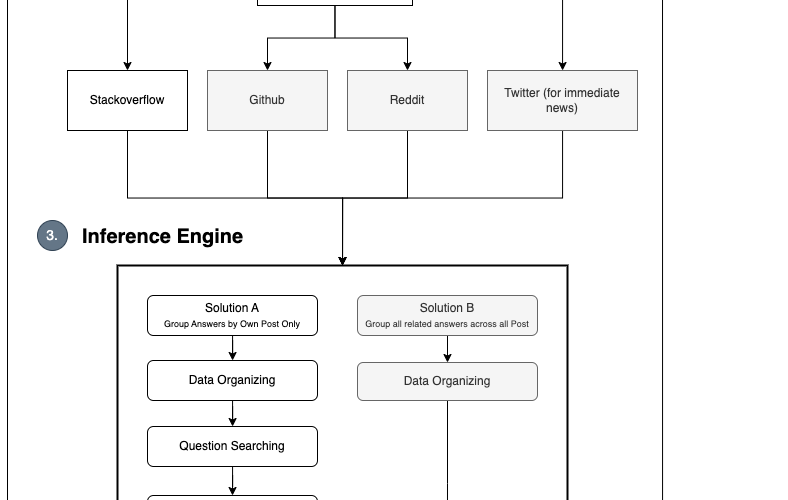 Stackoverflow
Github
Reddit
Twitter (for immediate
news)
3.
Inference Engine
Solution A
Group Answers by Own Post Only
Solution B
Group all related answers across all Post
Data Organizing
Data Organizing
Question Searching